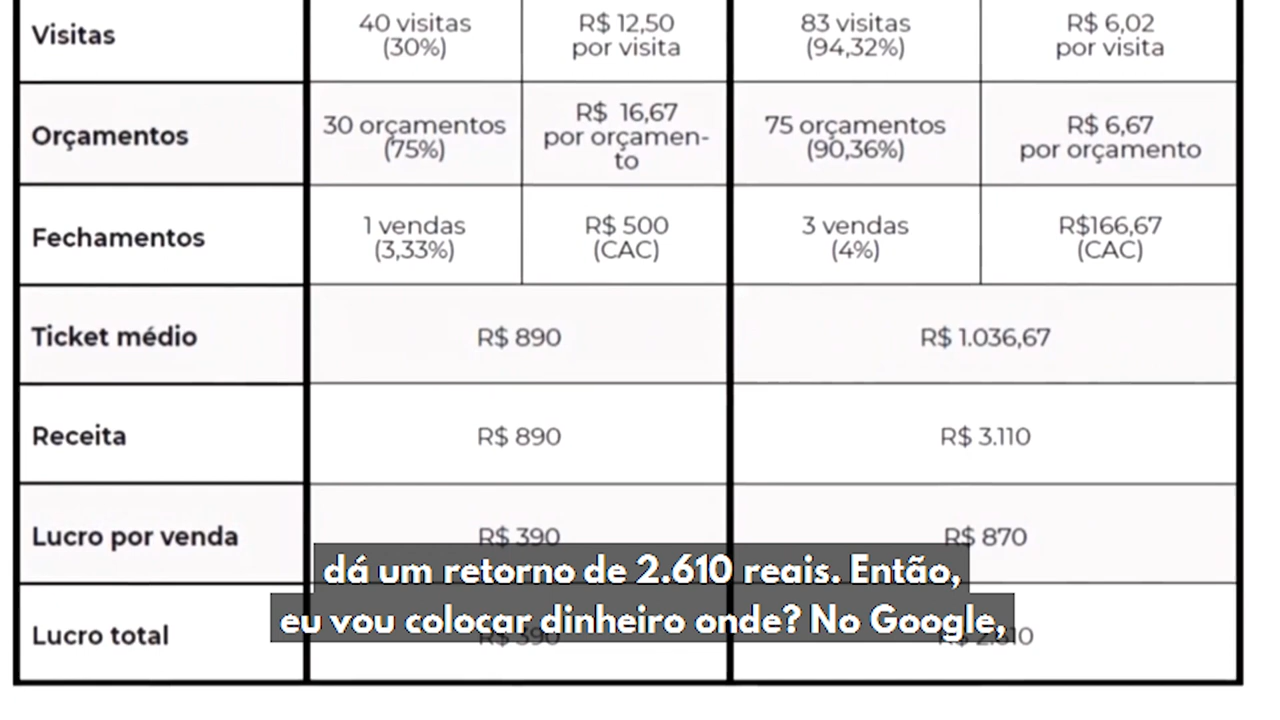 Visitas
40 visitas
(30%)
R$ 12,50
por visita
83 visitas
(94,32%)
R$ 6,02
por visita
Orçamentos
30 orçamentos
(75%)
R$ 16,67
por orçamen-
to
75 orçamentos
(90,36%)
R$ 6,67
por orçamento
Fechamentos
1 vendas
(3,33%)
R$ 500
(CAC)
3 vendas
(4%)
R$166,67
(CAC)
Ticket médio
R$ 890
R$ 1.036,67
Receita
R$ 890
R$ 3.110
Lucro por venda
R$ 390
R$ 870
Lucro total
R$ 390
R$ 2.610
dá um retorno de 2.610 reais. Então,
eu vou colocar dinheiro onde? No Google,